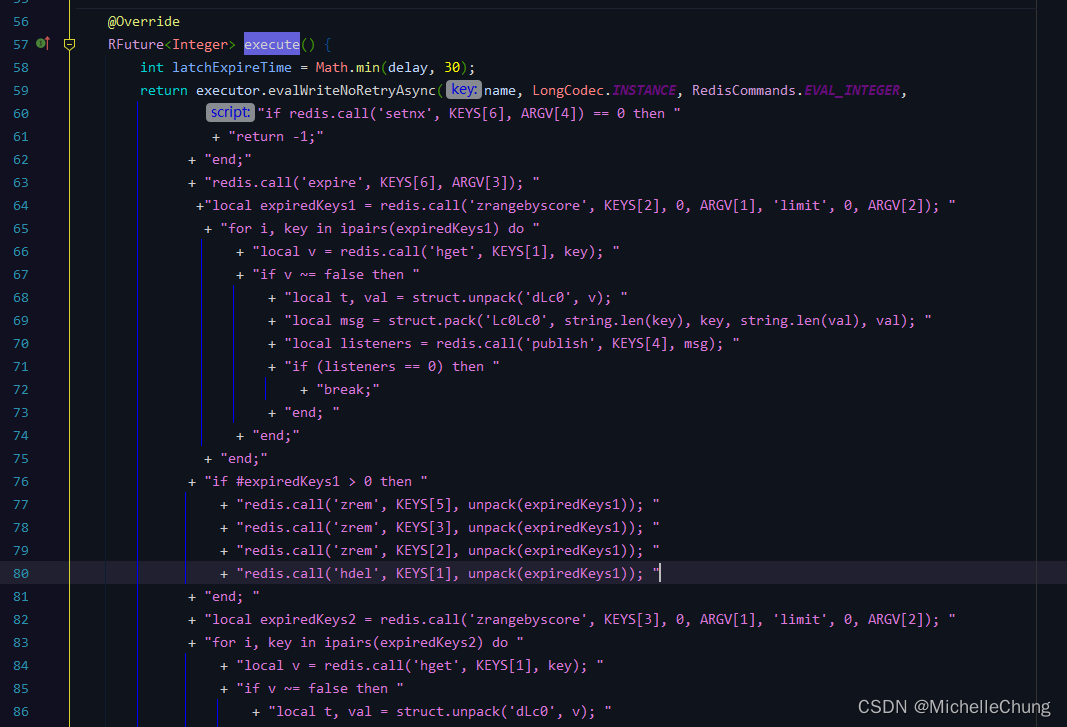 55
56 @Override
57 RFuture<Integer> execute() {
58 int latchExpireTime = Math.min(delay, 30);
59 return executor.evalWriteNoRetryAsync( key: name, LongCodec.INSTANCE, RedisCommands.EVAL_INTEGER,
60 script: "if redis.call('setnx', KEYS[6], ARGV[4]) == 0 then "
61 + "return -1;"
62 + "end;"
63 + "redis.call('expire', KEYS[6], ARGV[3]); "
64 +"local expiredKeys1 = redis.call('zrangebyscore', KEYS[2], 0, ARGV[1], 'limit', 0, ARGV[2]); "
65 + "for i, key in ipairs(expiredKeys1) do "
66 + "local v = redis.call('hget', KEYS[1], key); "
67 + "if v ~= false then "
68 + "local t, val = struct.unpack('dLc0', v); "
69 + "local msg = struct.pack('Lc0Lc0', string.len(key), key, string.len(val), val); "
70 + "local listeners = redis.call('publish', KEYS[4], msg); "
71 + "if (listeners == 0) then "
72 + "break;"
73 + "end; "
74 + "end;"
75 + "end;"
76 + "if #expiredKeys1 > 0 then "
77 + "redis.call('zrem', KEYS[5], unpack(expiredKeys1)); "
78 + "redis.call('zrem', KEYS[3], unpack(expiredKeys1)); "
79 + "redis.call('zrem', KEYS[2], unpack(expiredKeys1)); "
80 + "redis.call('hdel', KEYS[1], unpack(expiredKeys1)); "
81 + "end; "
82 + "local expiredKeys2 = redis.call('zrangebyscore', KEYS[3], 0, ARGV[1], 'limit', 0, ARGV[2]); "
83 + "for i, key in ipairs(expiredKeys2) do "
84 + "local v = redis.call('hget', KEYS[1], key); "
85 + "if v ~= false then "
86 + "local t, val = struct.unpack('dLc0', v); "
CSDN @MichelleChung